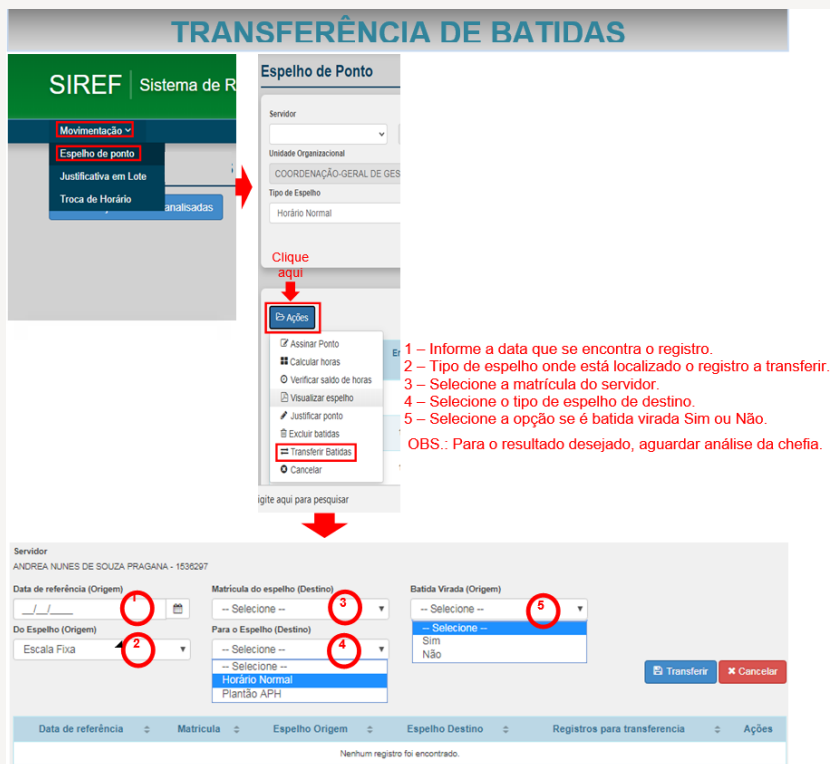 TRANSFERÊNCIA DE BATIDAS
SIREF | Sistema de R
Movimentação
Espelho de ponto
Justificativa em Lote
Troca de Horário
analisadas
Espelho de Ponto
Servidor
Unidade Organizacional
COORDENAÇÃO-GERAL DE GES
Tipo de Espelho
Horário Normal
Clique
aqui
Ações
Assinar Ponto
Calcular horas
Verificar saldo de horas
Visualizar espelho
Justificar ponto
Excluir batidas
Transferir Batidas
Cancelar
igite aqui para pesquisar
1 – Informe a data que se encontra o registro.
2 – Tipo de espelho onde está localizado o registro a transferir.
3 – Selecione a matrícula do servidor.
4 – Selecione o tipo de espelho de destino.
5 – Selecione a opção se é batida virada Sim ou Não.
OBS.: Para o resultado desejado, aguardar análise da chefia.
Servidor
ANDREA NUNES DE SOUZA PRAGANA - 1536297
Data de referência (Origem) Matrícula do espelho (Destino) Batida Virada (Origem)
__/__/____ 1 -- Selecione -- 3 -- Selecione -- 5
Do Espelho (Origem) Para o Espelho (Destino) -- Selecione --
Escala Fixa 2 -- Selecione -- 4 Sim
-- Selecione -- Não
Horário Normal Transferir Cancelar
Plantão APH
Data de referência Matrícula Espelho Origem Espelho Destino Registros para transferencia Ações
Nenhum registro foi encontrado.